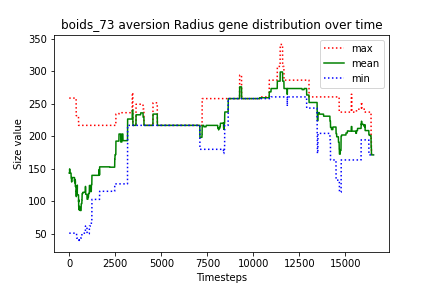 boids_73 aversion Radius gene distribution over time
350
300
250
200
150
100
50
Size value
max
mean
min
0
2500
5000
7500
10000
12500
15000
Timesteps